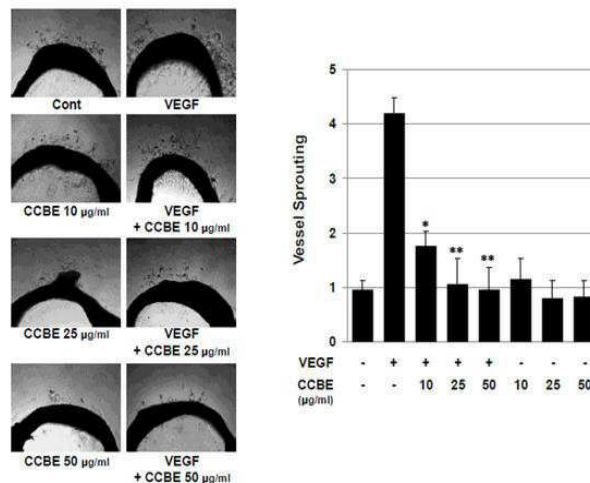 Cont VEGF
CCBE 10 µg/ml VEGF
+ CCBE 10 µg/ml
CCBE 25 µg/ml VEGF
+ CCBE 25 µg/ml
CCBE 50 µg/ml VEGF
+ CCBE 50 µg/ml
Vessel Sprouting
5
4
3
2
1
0
* ** **
VEGF - + + + + - - -
CCBE - - 10 25 50 10 25 50
(µg/ml)